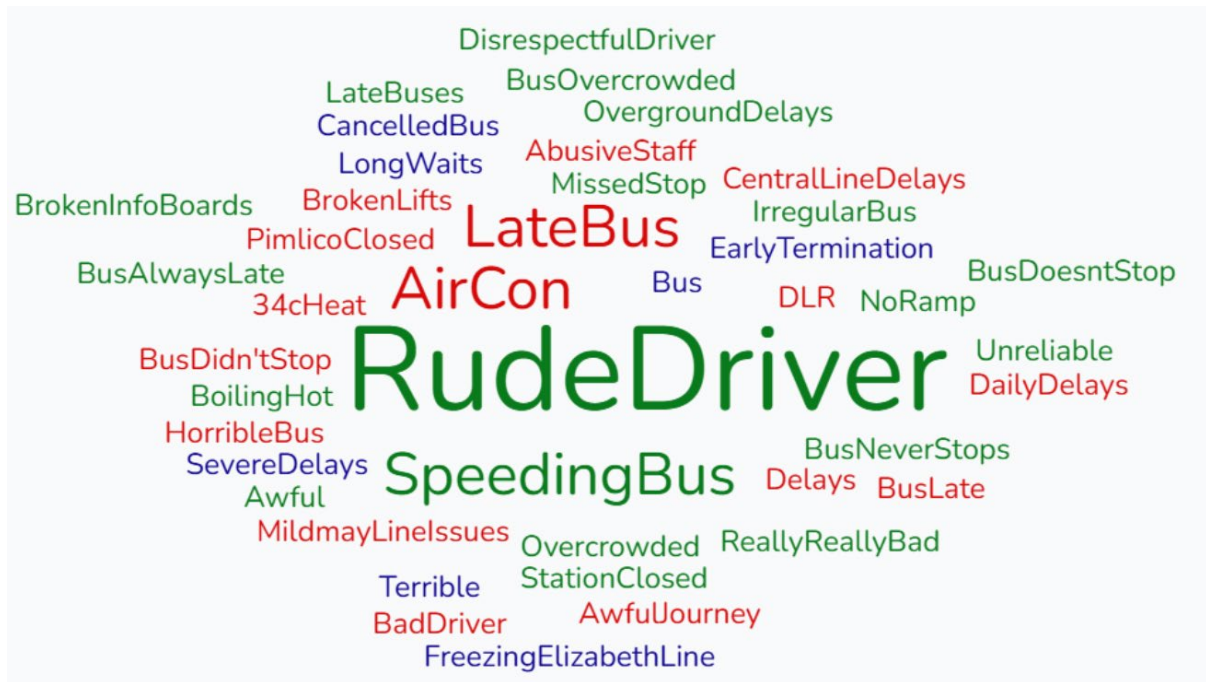 DisrespectfulDriver
BusOvercrowded
LateBuses
OvergroundDelays
CancelledBus
AbusiveStaff
LongWaits
CentralLineDelays
MissedStop
BrokenLifts
BrokenInfoBoards
IrregularBus
LateBus
PimlicoClosed
EarlyTermination
BusAlwaysLate
BusDoesntStop
Bus
AirCon
DLR
NoRamp
34cHeat
Unreliable
BusDidn'tStop
RudeDriver
DailyDelays
BoilingHot
HorribleBus
BusNeverStops
SevereDelays
SpeedingBus
Delays
BusLate
Awful
MildmayLineIssues
ReallyReallyBad
Overcrowded
StationClosed
Terrible
AwfulJourney
BadDriver
FreezingElizabethLine